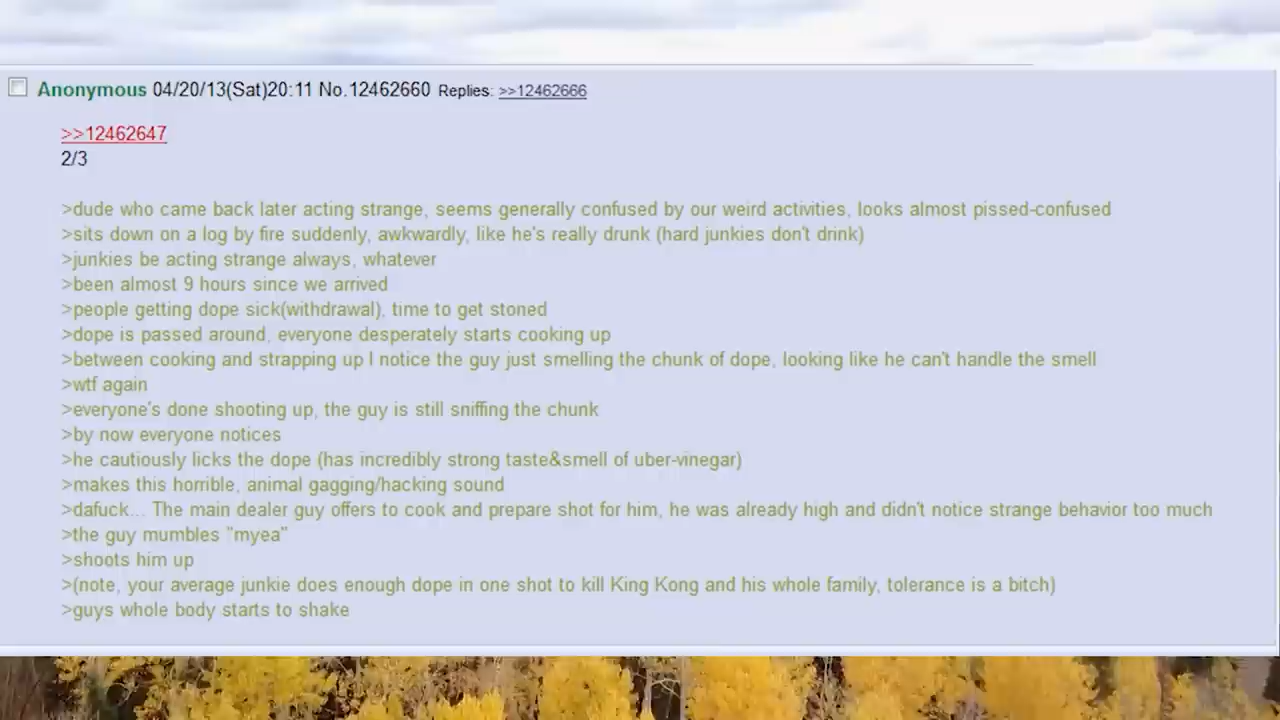 Anonymous 04/20/13(Sat)20:11 No.12462660 Replies: >>12462666
>>12462647
2/3
>dude who came back later acting strange, seems generally confused by our weird activities, looks almost pissed-confused
>sits down on a log by fire suddenly, awkwardly, like he's really drunk (hard junkies don't drink)
>junkies be acting strange always, whatever
>been almost 9 hours since we arrived
>people getting dope sick(withdrawal), time to get stoned
>dope is passed around, everyone desperately starts cooking up
>between cooking and strapping up I notice the guy just smelling the chunk of dope, looking like he can't handle the smell
>wtf again
>everyone's done shooting up, the guy is still sniffing the chunk
>by now everyone notices
>he cautiously licks the dope (has incredibly strong taste&smell of uber-vinegar)
>makes this horrible, animal gagging/hacking sound
>dafuck... The main dealer guy offers to cook and prepare shot for him, he was already high and didn't notice strange behavior too much
>the guy mumbles "myea"
>shoots him up
>(note, your average junkie does enough dope in one shot to kill King Kong and his whole family, tolerance is a bitch)
>guys whole body starts to shake